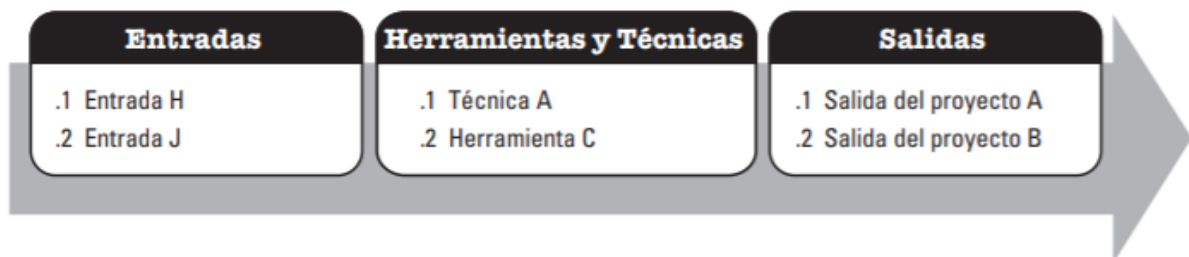 Entradas
.1 Entrada H
.2 Entrada J
Herramientas y Técnicas
.1 Técnica A
.2 Herramienta C
Salidas
.1 Salida del proyecto A
.2 Salida del proyecto B